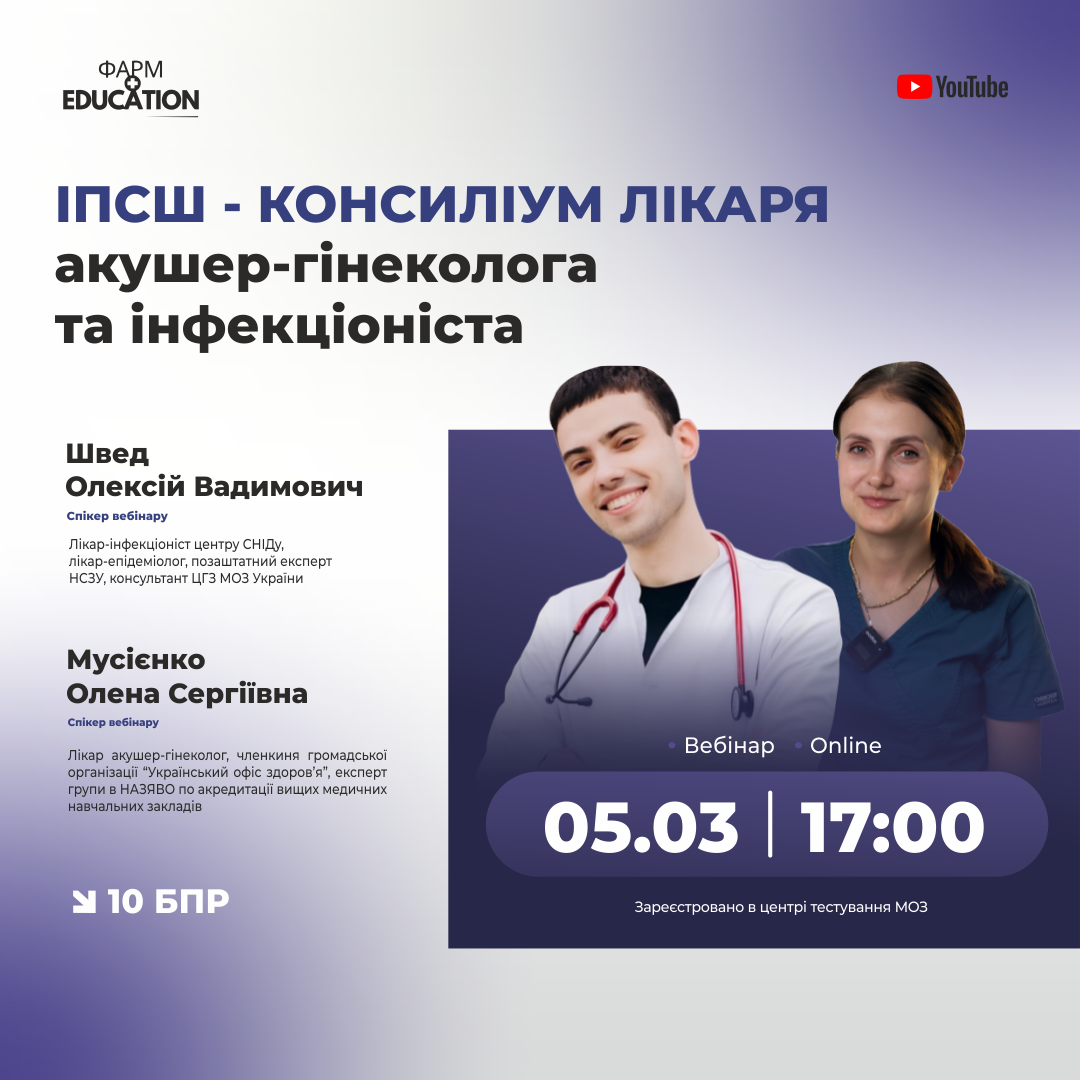 ФАРМ
EDUCATION
YouTube
ІПСШ - КОНСИЛІУМ ЛІКАРЯ
акушер-гінеколога
та інфекціоніста
Швед
Олексій Вадимович
Спікер вебінару
Лікар-інфекціоніст центру СНІДу,
лікар-епідеміолог, позаштатний експерт
НСЗУ, консультант ЦГЗ МОЗ України
Мусієнко
Олена Сергіївна
Спікер вебінару
Лікар акушер-гінеколог, членкиня громадської
організації “Український офіс здоров’я”, експерт
групи в НАЗЯВО по акредитації вищих медичних
навчальних закладів
10 БПР
• Вебінар • Online
05.03 | 17:00
Зареєстровано в центрі тестування МОЗ